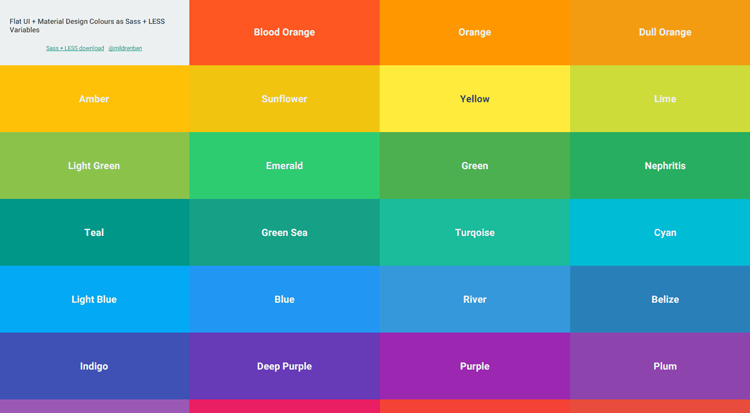 Flat UI + Material Design Colours as Sass + LESS
Variables
Sass + LESS download @mildrenben
Blood Orange
Orange
Dull Orange
Amber
Sunflower
Yellow
Lime
Light Green
Emerald
Green
Nephritis
Teal
Green Sea
Turqoise
Cyan
Light Blue
Blue
River
Belize
Indigo
Deep Purple
Purple
Plum